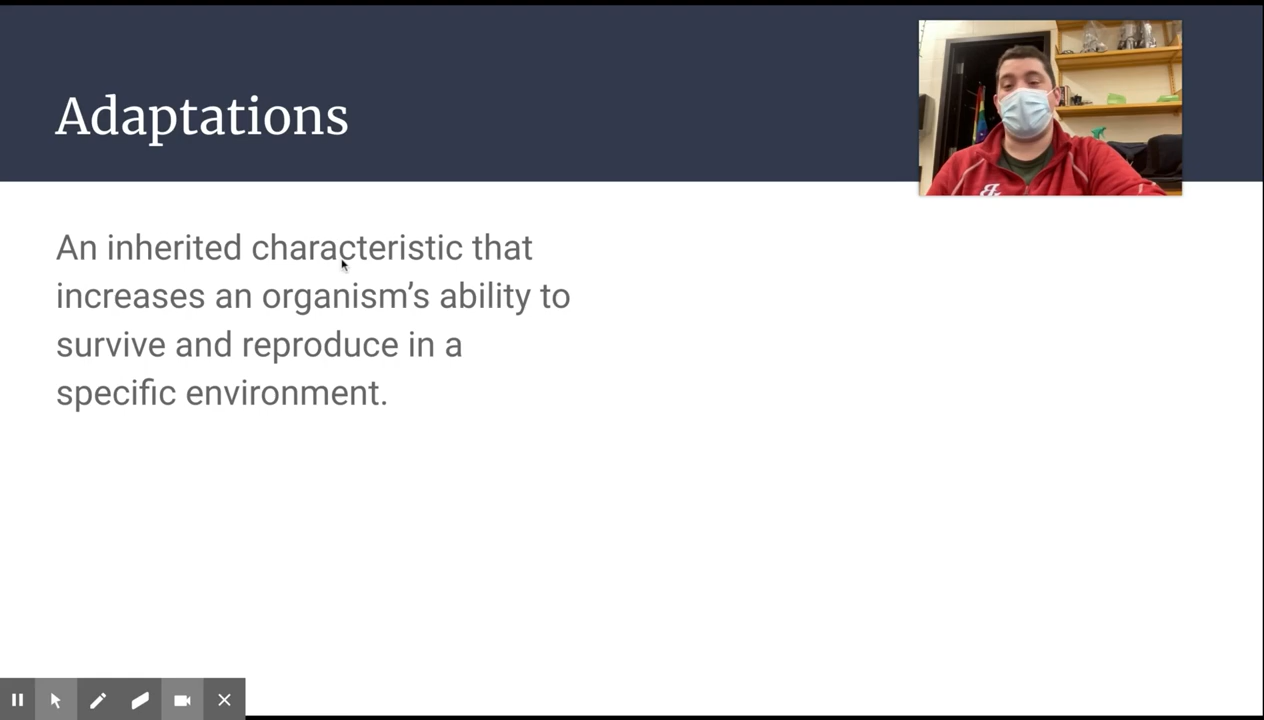 Adaptations
An inherited characteristic that
increases an organism’s ability to
survive and reproduce in a
specific environment.